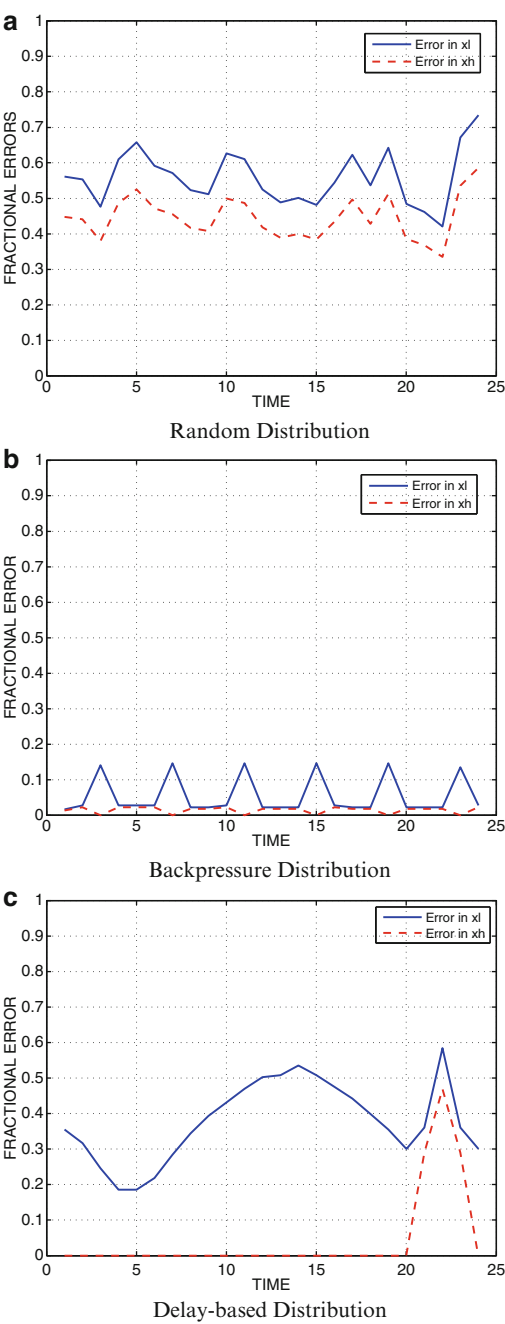 a
1
0.9
0.8
0.7
0.6
0.5
0.4
0.3
0.2
0.1
0
FRACTIONAL ERRORS
Error in xl
Error in xh
0 5 10 15 20 25
TIME
Random Distribution
b
1
0.9
0.8
0.7
0.6
0.5
0.4
0.3
0.2
0.1
0
FRACTIONAL ERROR
Error in xl
Error in xh
0 5 10 15 20 25
TIME
Backpressure Distribution
c
1
0.9
0.8
0.7
0.6
0.5
0.4
0.3
0.2
0.1
0
FRACTIONAL ERROR
Error in xl
Error in xh
0 5 10 15 20 25
TIME
Delay-based Distribution